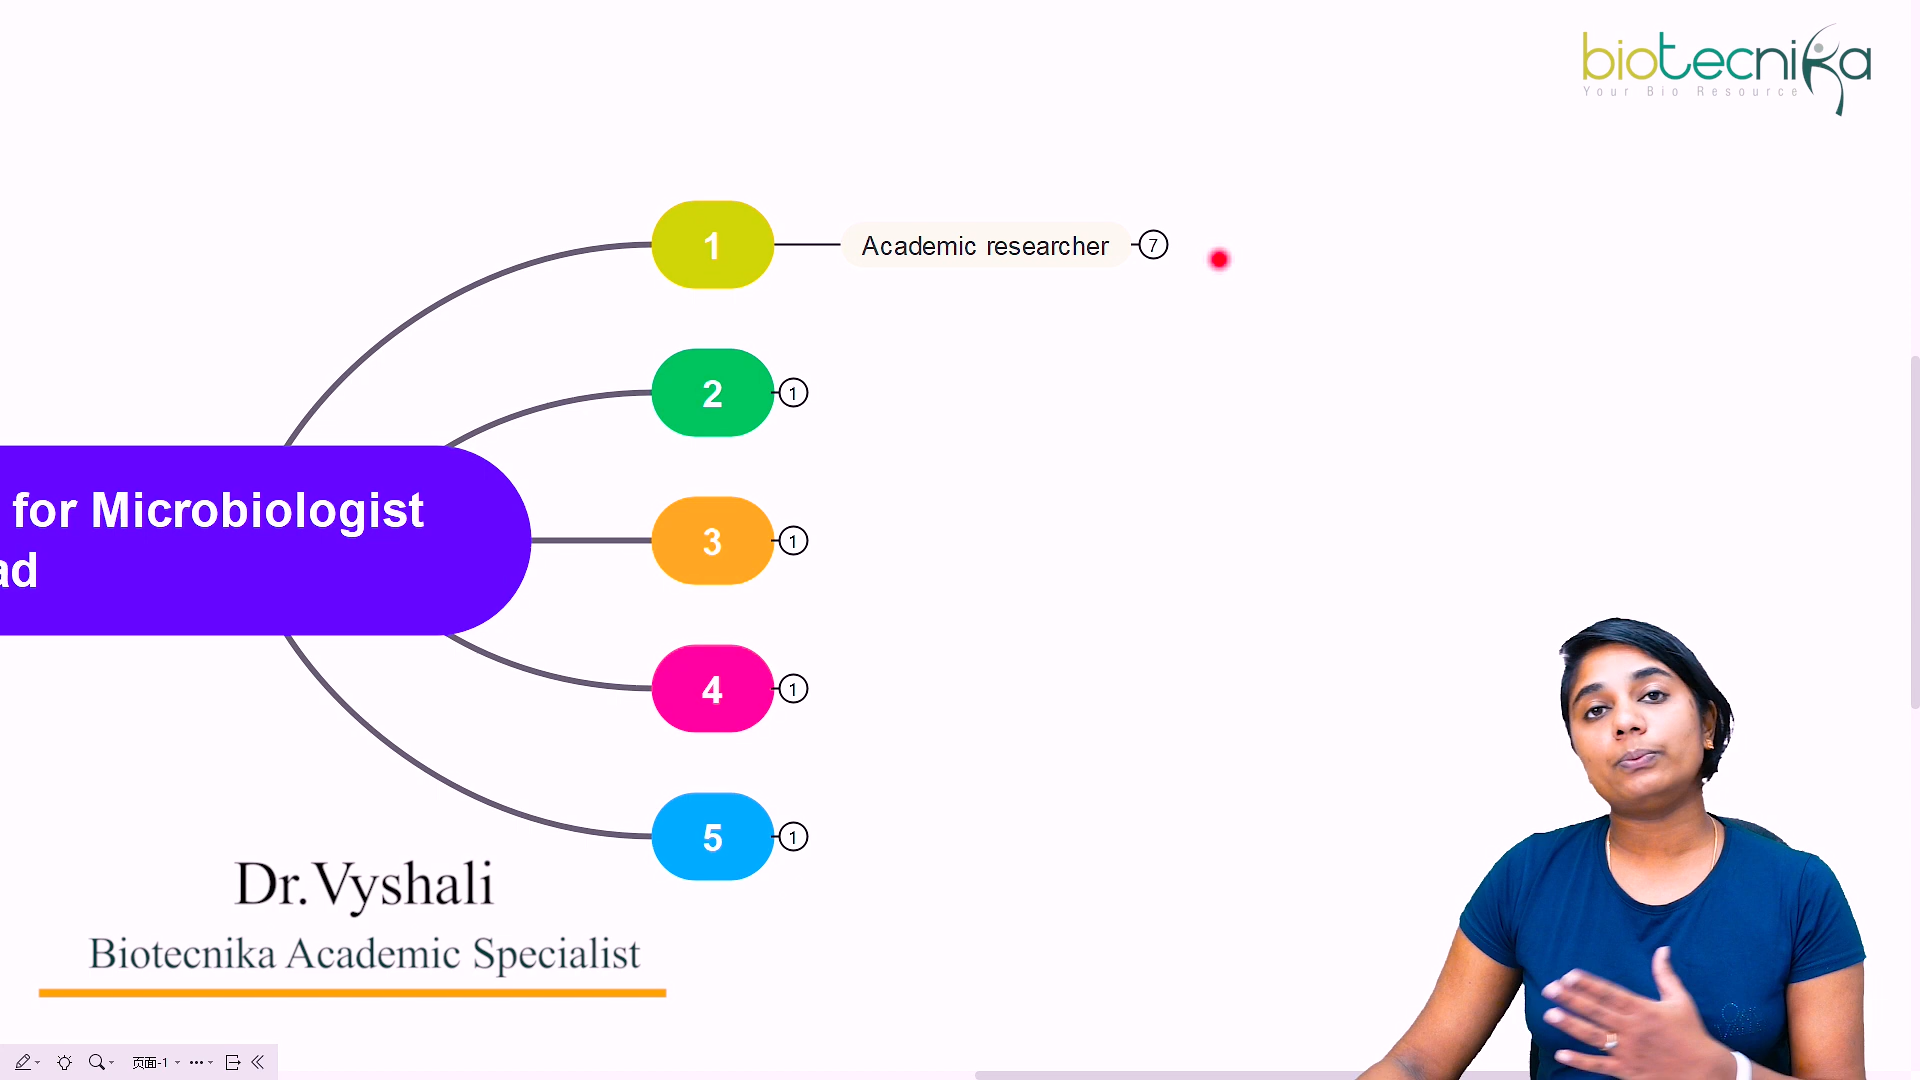 biotecnika
Your Bio Resource
1
Academic researcher
7
2
1
3
1
4
1
5
1
for Microbiologist
ad
Dr.Vyshali
Biotecnika Academic Specialist
页面-1